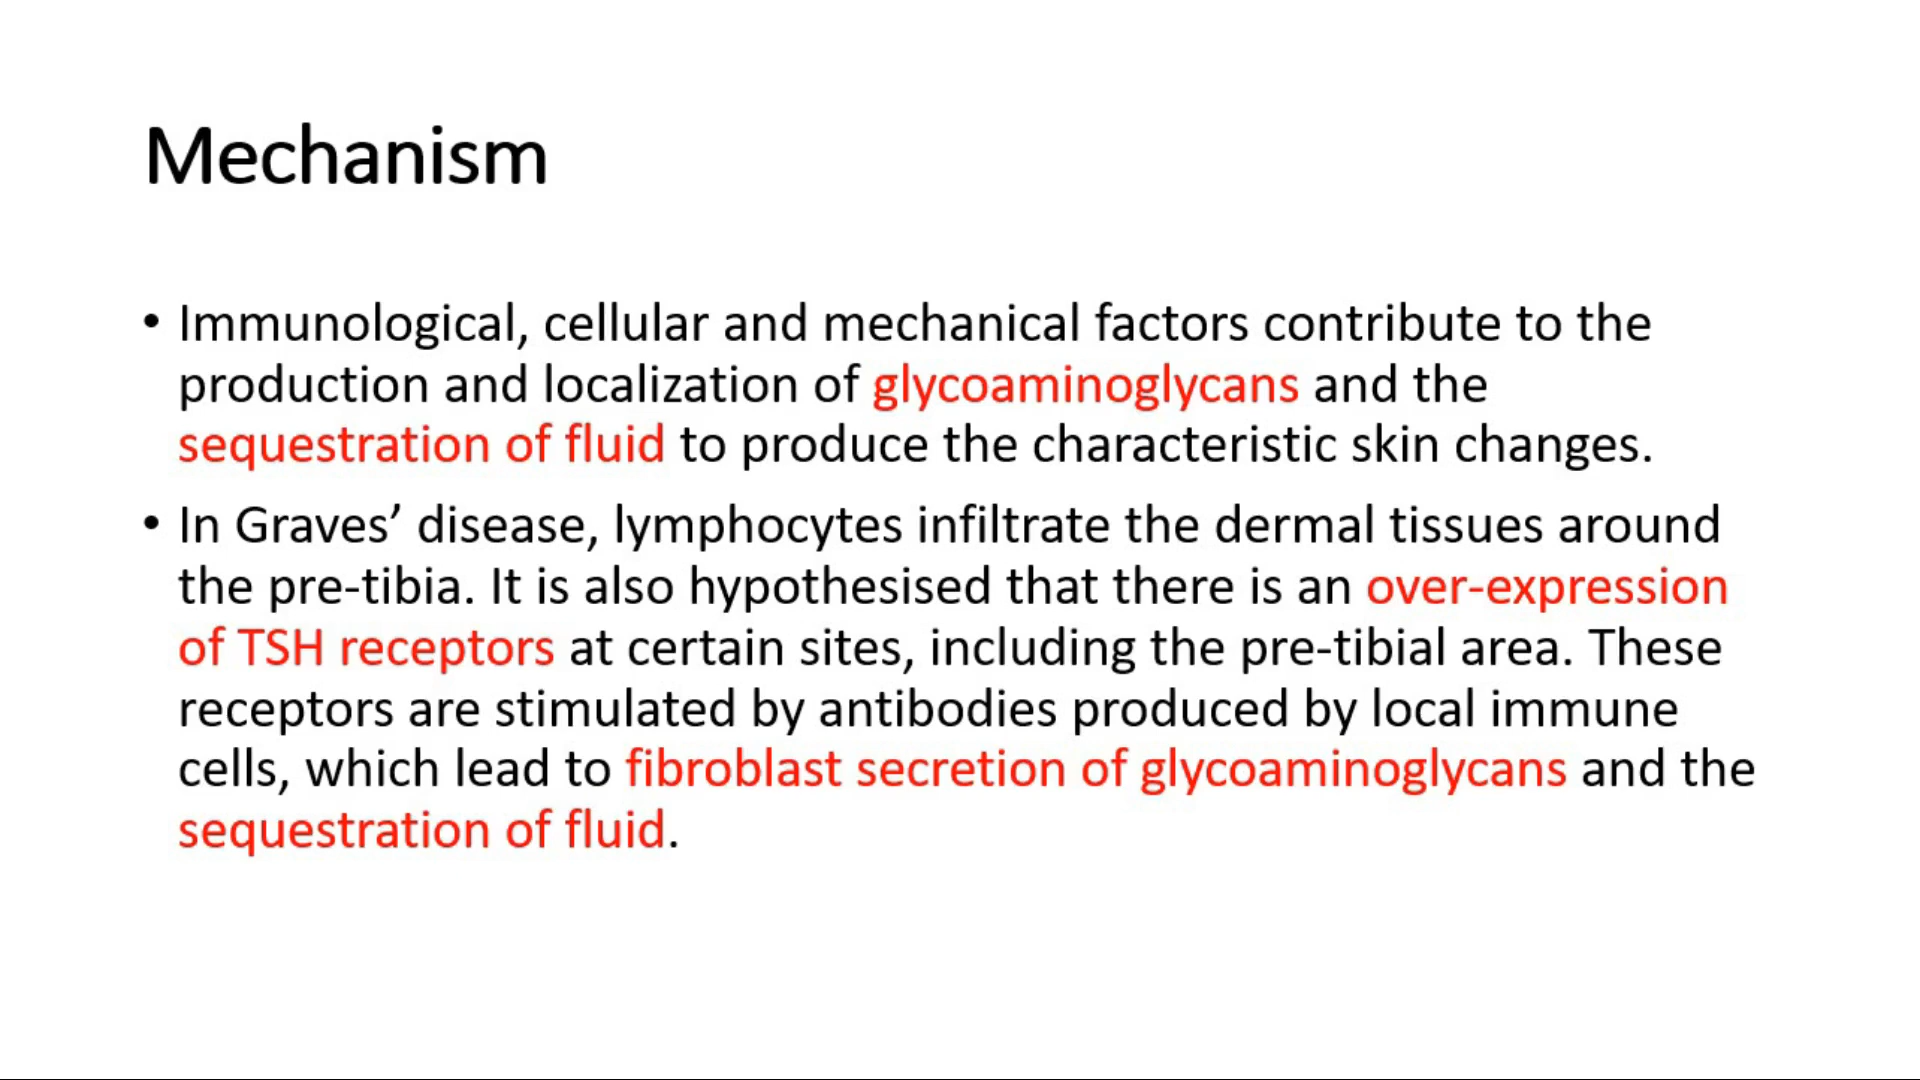 Mechanism
• Immunological, cellular and mechanical factors contribute to the
production and localization of glycoaminoglycans and the
sequestration of fluid to produce the characteristic skin changes.
• In Graves’ disease, lymphocytes infiltrate the dermal tissues around
the pre-tibia. It is also hypothesised that there is an over-expression
of TSH receptors at certain sites, including the pre-tibial area. These
receptors are stimulated by antibodies produced by local immune
cells, which lead to fibroblast secretion of glycoaminoglycans and the
sequestration of fluid.